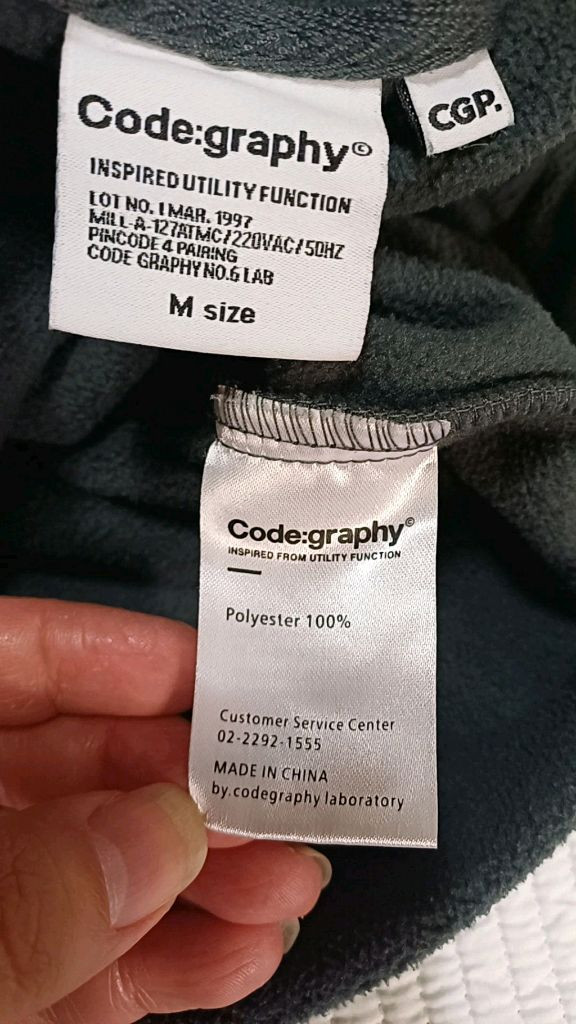 Code:graphy©
INSPIRED UTILITY FUNCTION
LOT NO. 1 MAR. 1997
MILL-A-127ATMC/220VAC/50HZ
PINCODE 4 PAIRING
CODE GRAPHY NO.6 LAB
M size
CGP.
Code:graphy©
INSPIRED FROM UTILITY FUNCTION
Polyester 100%
Customer Service Center
02-2292-1555
MADE IN CHINA
by.codegraphy laboratory